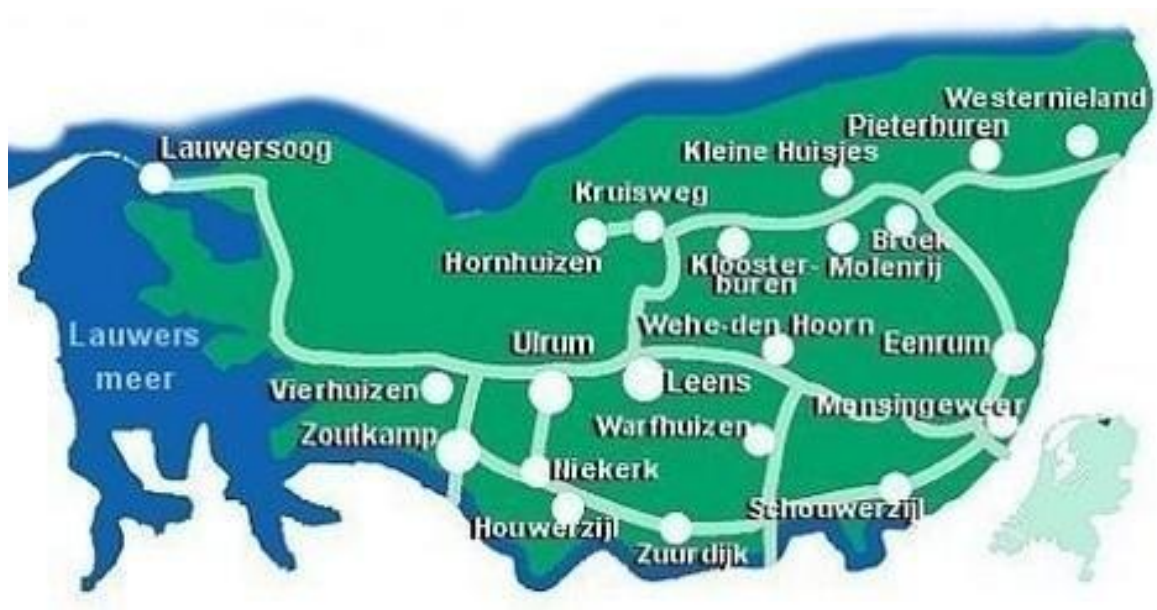 Westernieland
Pieterburen
Lauwersoog
Kleine Huisjes
Kruisweg
Broek
Hornhuizen
Klooster-
buren
Molenrij
Lauwers
meer
Ulrum
Wehe-den Hoorn
Eenrum
Vierhuizen
Leens
Mensingeweer
Zoutkamp
Warfhuizen
Niekerk
Houwerzijl
Schouwerzijl
Zuurdijk